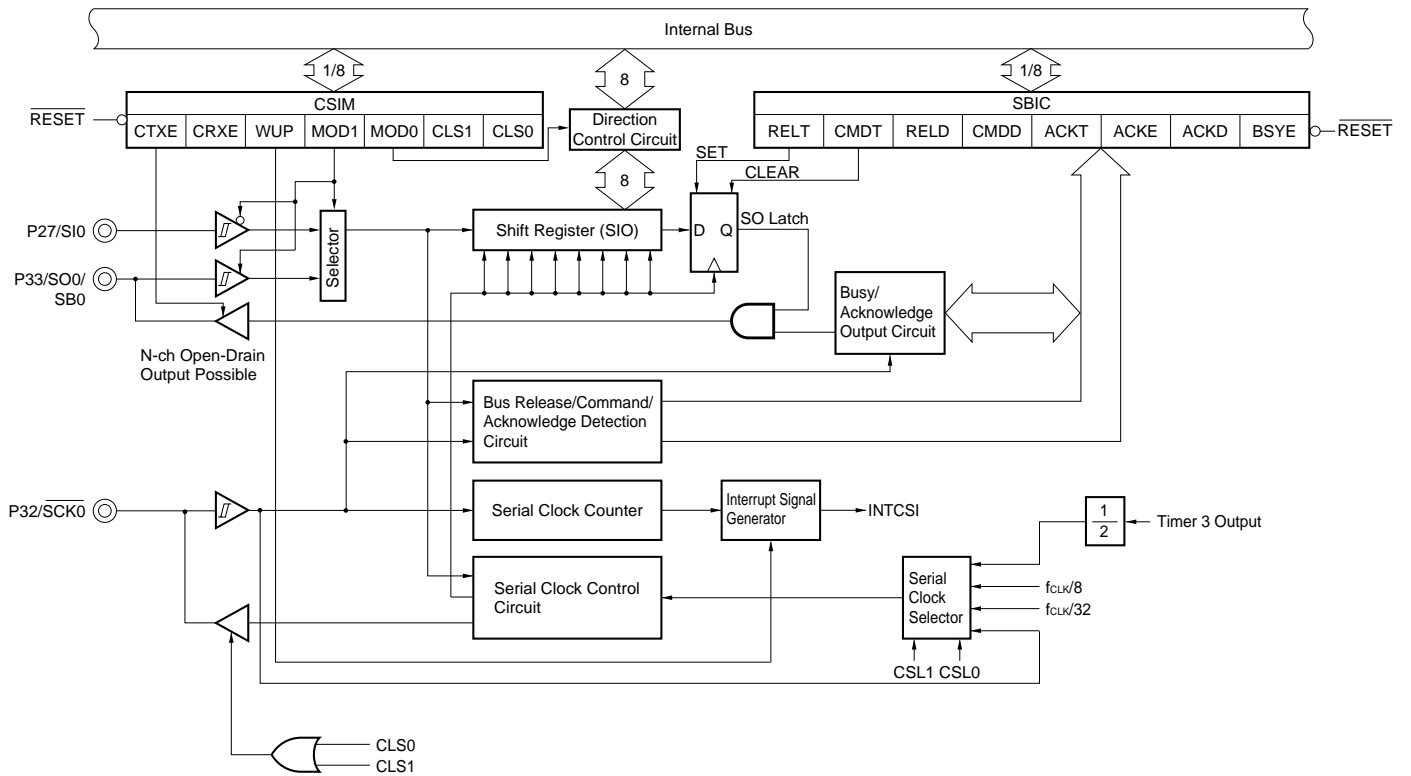 Internal Bus
1/8
8
1/8
CSIM
CTXE CRXE WUP MOD1 MOD0 CLS1 CLS0
RESET
Direction
Control Circuit
SBIC
RELT CMDT RELD CMDD ACKT ACKE ACKD BSYE
RESET
SET
CLEAR
8
P27/SI0
Selector
Shift Register (SIO)
D Q
SO Latch
P33/SO0/
SB0
Busy/
Acknowledge
Output Circuit
N-ch Open-Drain
Output Possible
Bus Release/Command/
Acknowledge Detection
Circuit
P32/SCK0
Serial Clock Counter
Interrupt Signal
Generator
INTCSI
1
2
Timer 3 Output
Serial Clock Control
Circuit
Serial
Clock
Selector
fCLK/8
fCLK/32
CSL1 CSL0
CLS0
CLS1